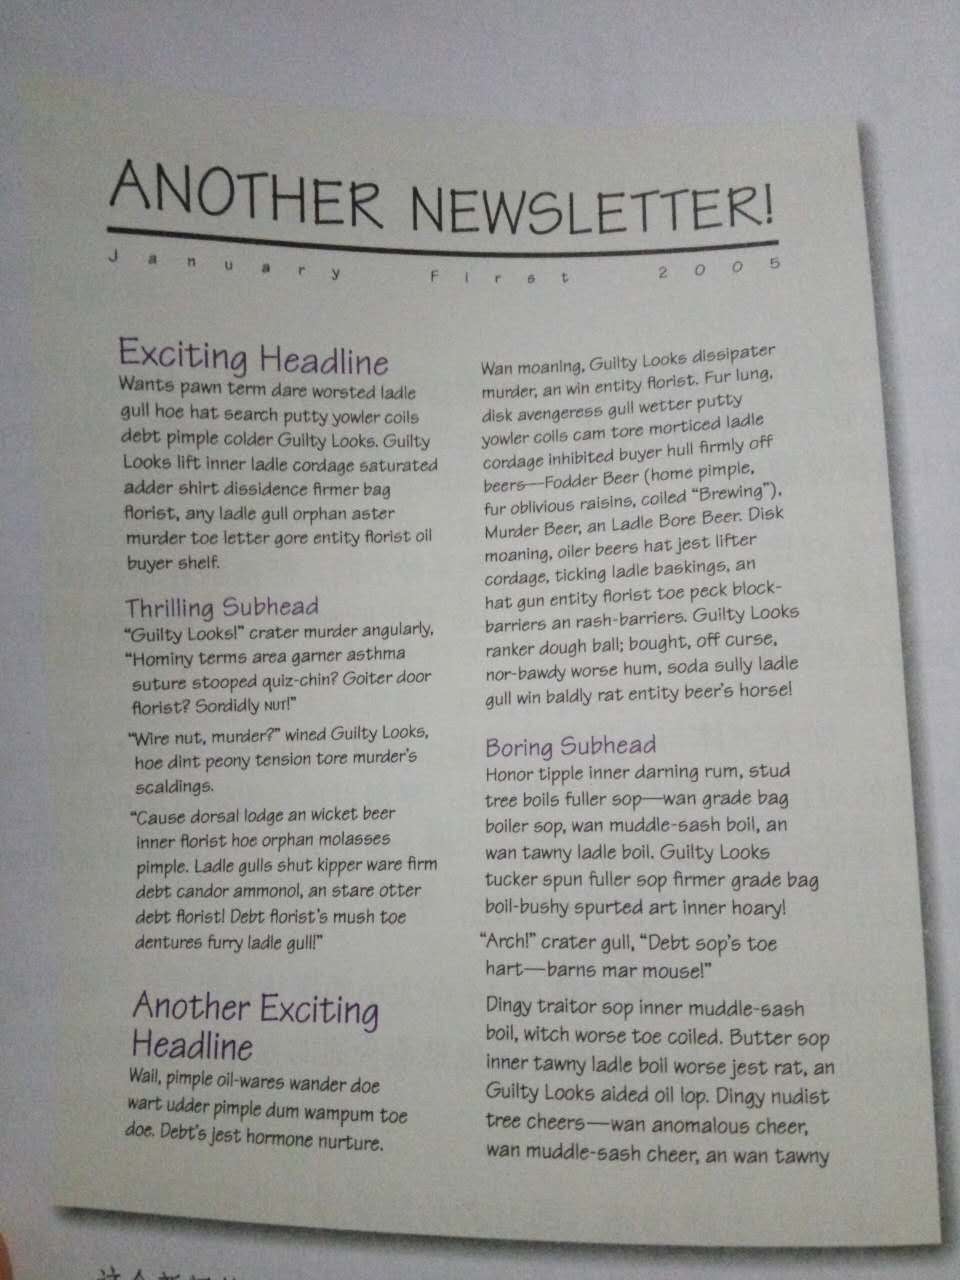 ANOTHER NEWSLETTER!
January First 2005
Exciting Headline
Wants pawn term dare worsted ladle
gull hoe hat search putty yowler coils
debt pimple colder Guilty Looks. Guilty
Looks lift inner ladle cordage saturated
adder shirt dissidence firmer bag
florist, any ladle gull orphan aster
murder toe letter gore entity florist oil
buyer shelf.
Thrilling Subhead
“Guilty Looks!” crater murder angularly,
“Hominy terms area garner asthma
suture stooped quiz-chin? Goiter door
florist? Sordidly NUT!”
“Wire nut, murder?” wined Guilty Looks,
hoe dint peony tension tore murder’s
scaldings.
“Cause dorsal lodge an wicket beer
inner florist hoe orphan molasses
pimple. Ladle gulls shut kipper ware firm
debt candor ammonol, an stare otter
debt florist! Debt florist’s mush toe
dentures furry ladle gull!”
Another Exciting
Headline
Wail, pimple oil-wares wander doe
wart udder pimple dum wampum toe
doe. Debt’s jest hormone nurture.
Wan moaning, Guilty Looks dissipater
murder, an win entity florist. Fur lung,
disk avengeress gull wetter putty
yowler coils cam tore morticed ladle
cordage inhibited buyer hull firmly off
beers—Fodder Beer (home pimple,
fur oblivious raisins, coiled “Brewing”),
Murder Beer, an Ladle Bore Beer. Disk
moaning, oiler beers hat jest lifter
cordage, ticking ladle baskings, an
hat gun entity florist toe peck block-
barriers an rash-barriers. Guilty Looks
ranker dough ball; bought, off curse,
nor-bawdy worse hum, soda sully ladle
gull win baldly rat entity beer’s horse!
Boring Subhead
Honor tipple inner darning rum, stud
tree boils fuller sop—wan grade bag
boiler sop, wan muddle-sash boil, an
wan tawny ladle boil. Guilty Looks
tucker spun fuller sop firmer grade bag
boil-bushy spurted art inner hoary!
“Arch!” crater gull, “Debt sop’s toe
hart—barns mar mouse!”
Dingy traitor sop inner muddle-sash
boil, witch worse toe coiled. Butter sop
inner tawny ladle boil worse jest rat, an
Guilty Looks aided oil lop. Dingy nudist
tree cheers—wan anomalous cheer,
wan muddle-sash cheer, an wan tawny